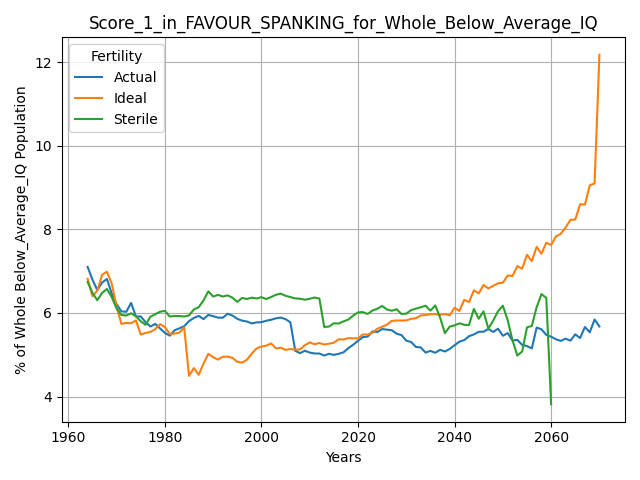 Score_1_in_FAVOUR_SPANKING_for_Whole_Below_Average_IQ
Fertility
Actual
Ideal
Sterile
% of Whole Below_Average_IQ Population
12
10
8
6
4
1960 1980 2000 2020 2040 2060
Years